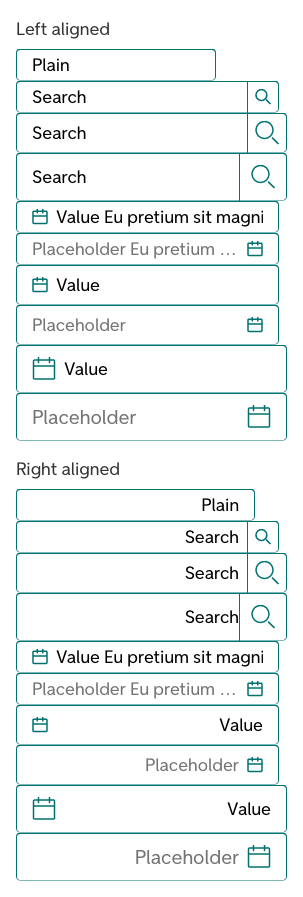 Left aligned
Plain
Search
Search
Search
Value Eu pretium sit magni
Placeholder Eu pretium ...
Value
Placeholder
Value
Placeholder
Right aligned
Plain
Search
Search
Search
Value Eu pretium sit magni
Placeholder Eu pretium ...
Value
Placeholder
Value
Placeholder